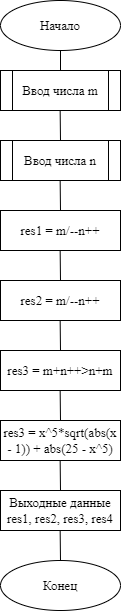 Начало
Ввод числа m
Ввод числа n
res1 = m/--n++
res2 = m/--n++
res3 = m+n++>n+m
res3 = x^5*sqrt(abs(x
- 1)) + abs(25 - x^5)
Выходные данные
res1, res2, res3, res4
Конец